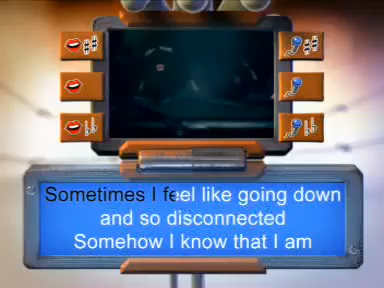 Sometimes I feel like going down
and so disconnected
Somehow I know that I am